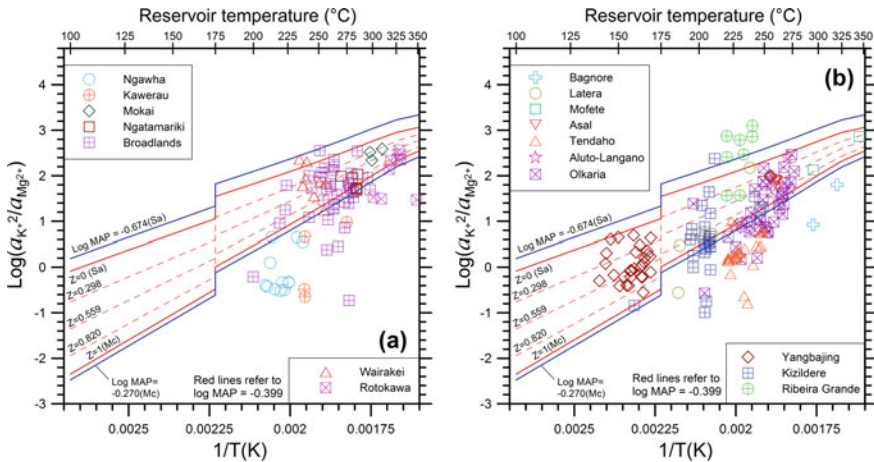 Reservoir temperature (°C)
100 125 150 175 200 225 250 275 300 325 350
Log(aK+2/aMg2+)
4
3
2
1
0
-1
-2
-3
Ngawha
Kawerau
Mokai
Ngatamariki
Broadlands
Log MAP = -0.674(Sa)
Z=0 (Sa)
Z=0.298
Z=0.559
Z=0.820
Z=1(Mc)
(a)
Log MAP=
-0.270(Mc)
Red lines refer to
log MAP = -0.399
Wairakei
Rotokawa
0.0025 0.00225 0.002 0.00175
1/T(K)
Reservoir temperature (°C)
100 125 150 175 200 225 250 275 300 325 350
Log(aK+2/aMg2+)
4
3
2
1
0
-1
-2
-3
(b)
Bagnore
Latera
Mofete
Asal
Tendaho
Aluto-Langano
Olkaria
Log MAP = -0.674(Sa)
Z=0 (Sa)
Z=0.298
Z=0.559
Z=0.820
Z=1(Mc)
Log MAP=
-0.270(Mc)
Red lines refer to
log MAP = -0.399
Yangbajing
Kizildere
Ribeira Grande
0.0025 0.00225 0.002 0.00175
1/T(K)